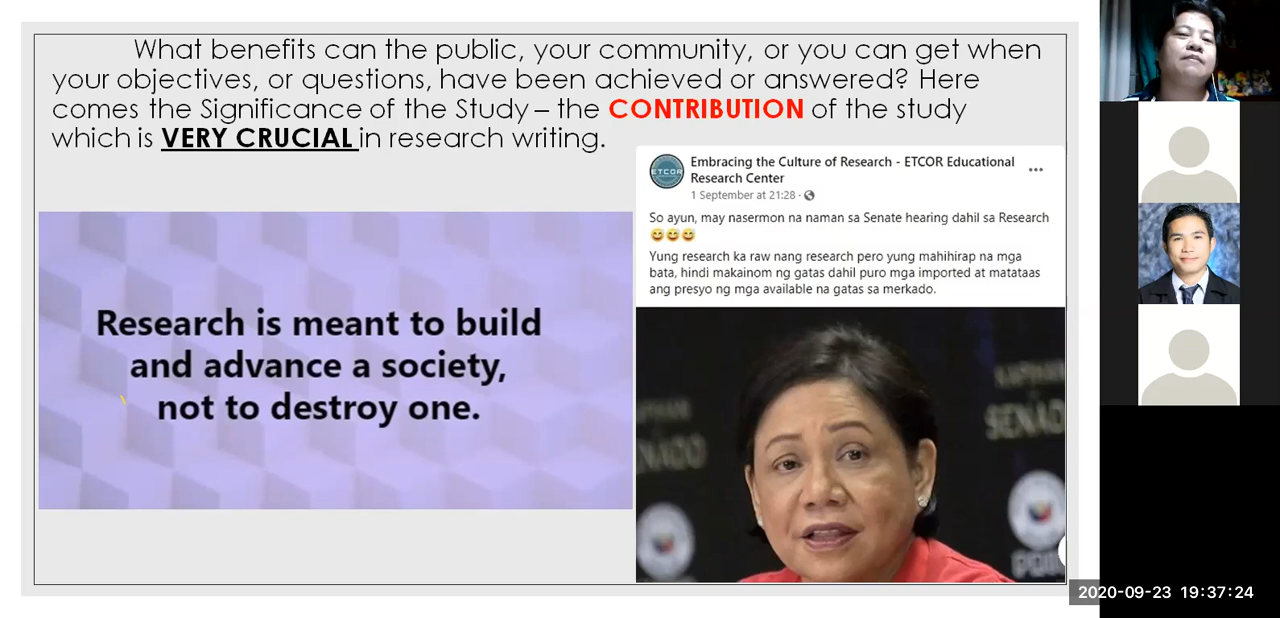 What benefits can the public, your community, or you can get when
your objectives, or questions, have been achieved or answered? Here
comes the Significance of the Study – the CONTRIBUTION of the study
which is VERY CRUCIAL in research writing.
Research is meant to build
and advance a society,
not to destroy one.
ETCOR
Embracing the Culture of Research - ETCOR Educational
Research Center
1 September at 21:28 ·
So ayun, may nasermon na naman sa Senate hearing dahil sa Research
😅😅😅
Yung research ka raw nang research pero yung mahihirap na mga
bata, hindi makainom ng gatas dahil puro mga imported at matataas
ang presyo ng mga available na gatas sa merkado.
SENADO
2020-09-23 19:37:24